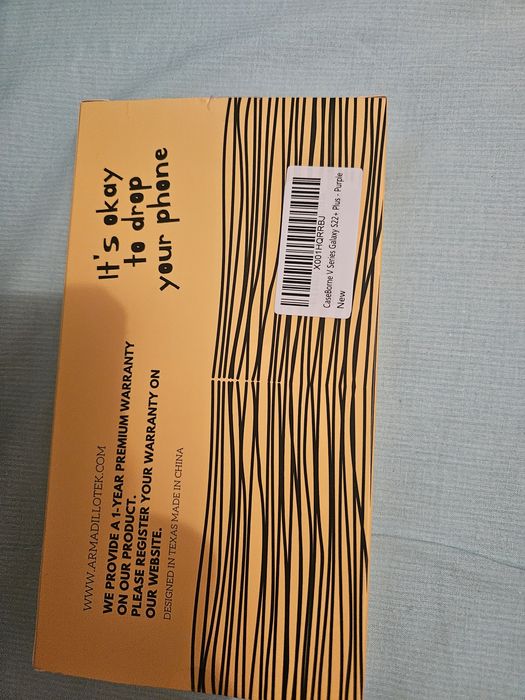 It's okay
to drop
your phone
WWW.ARMADILLOTEK.COM
WE PROVIDE A 1-YEAR PREMIUM WARRANTY
ON OUR PRODUCT.
PLEASE REGISTER YOUR WARRANTY ON
OUR WEBSITE.
DESIGNED IN TEXAS MADE IN CHINA
X001HQRRBJ
CaseBorne V Series Galaxy S22+ Plus - Purple
New